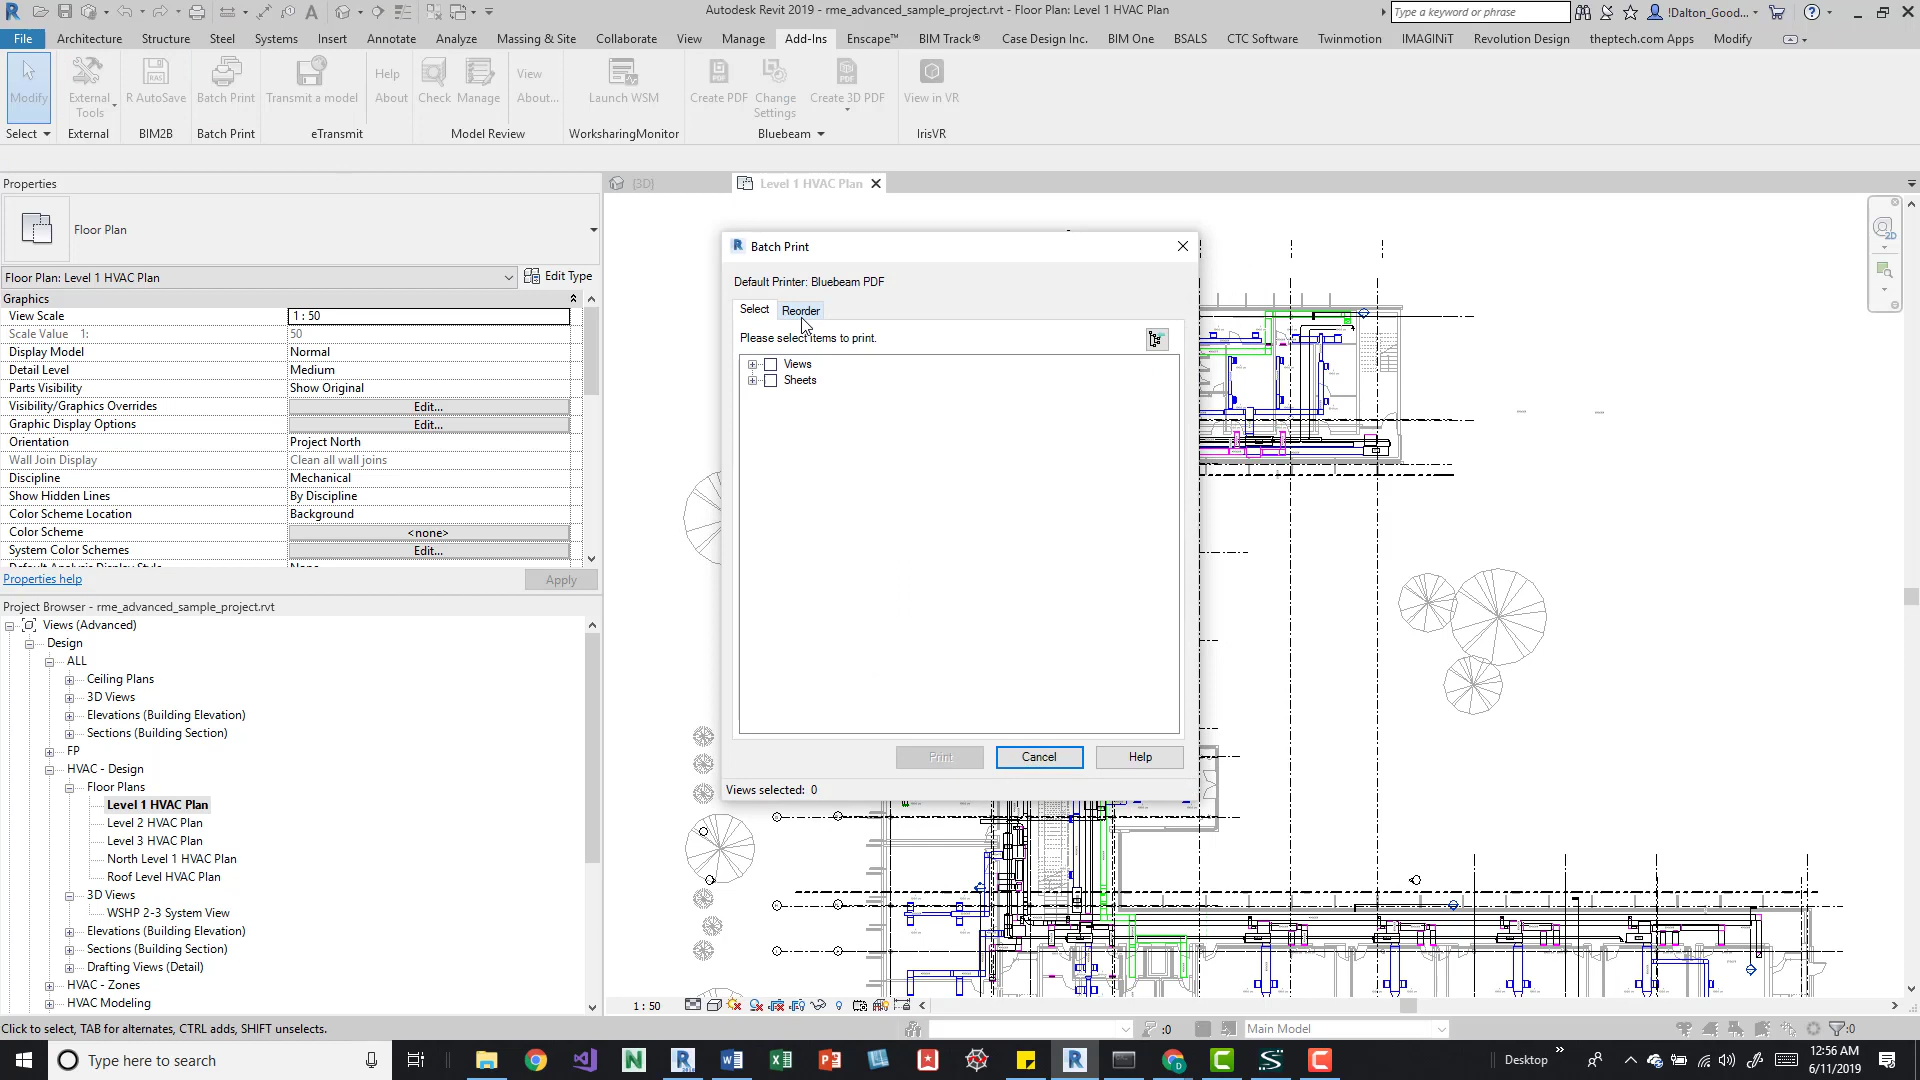 Autodesk Revit 2019 - rme_advanced_sample_project.rvt - Floor Plan: Level 1 HVAC Plan
Type a keyword or phrase
!Dalton_Good...
File Architecture Structure Steel Systems Insert Annotate Analyze Massing & Site Collaborate View Manage Add-Ins Enscape™ BIM Track® Case Design Inc. BIM One BSALS CTC Software Twinmotion IMAGINiT Revolution Design theptech.com Apps Modify
Modify
External Tools
R AutoSave
Batch Print
Transmit a model
Help
About
Check
Manage
View
About...
Launch WSM
Create PDF
Change Settings
Create 3D PDF
View in VR
Select
External
BIM2B
Batch Print
eTransmit
Model Review
WorksharingMonitor
Bluebeam
IrisVR
Properties
Floor Plan
Floor Plan: Level 1 HVAC Plan
Edit Type
Graphics
View Scale 1 : 50
Scale Value 1: 50
Display Model Normal
Detail Level Medium
Parts Visibility Show Original
Visibility/Graphics Overrides Edit...
Graphic Display Options Edit...
Orientation Project North
Wall Join Display Clean all wall joins
Discipline Mechanical
Show Hidden Lines By Discipline
Color Scheme Location Background
Color Scheme <none>
System Color Schemes Edit...
Properties help
Apply
Project Browser - rme_advanced_sample_project.rvt
Views (Advanced)
Design
ALL
Ceiling Plans
3D Views
Elevations (Building Elevation)
Sections (Building Section)
FP
HVAC - Design
Floor Plans
Level 1 HVAC Plan
Level 2 HVAC Plan
Level 3 HVAC Plan
North Level 1 HVAC Plan
Roof Level HVAC Plan
3D Views
WSHP 2-3 System View
Elevations (Building Elevation)
Sections (Building Section)
Drafting Views (Detail)
HVAC - Zones
HVAC Modeling
{3D}
Level 1 HVAC Plan
2D
Batch Print
Default Printer: Bluebeam PDF
Select
Reorder
Please select items to print.
Views
Sheets
Print
Cancel
Help
Views selected: 0
1 : 50
Click to select, TAB for alternates, CTRL adds, SHIFT unselects.
:0
Main Model
:0
Type here to search
Desktop
12:56 AM
6/11/2019